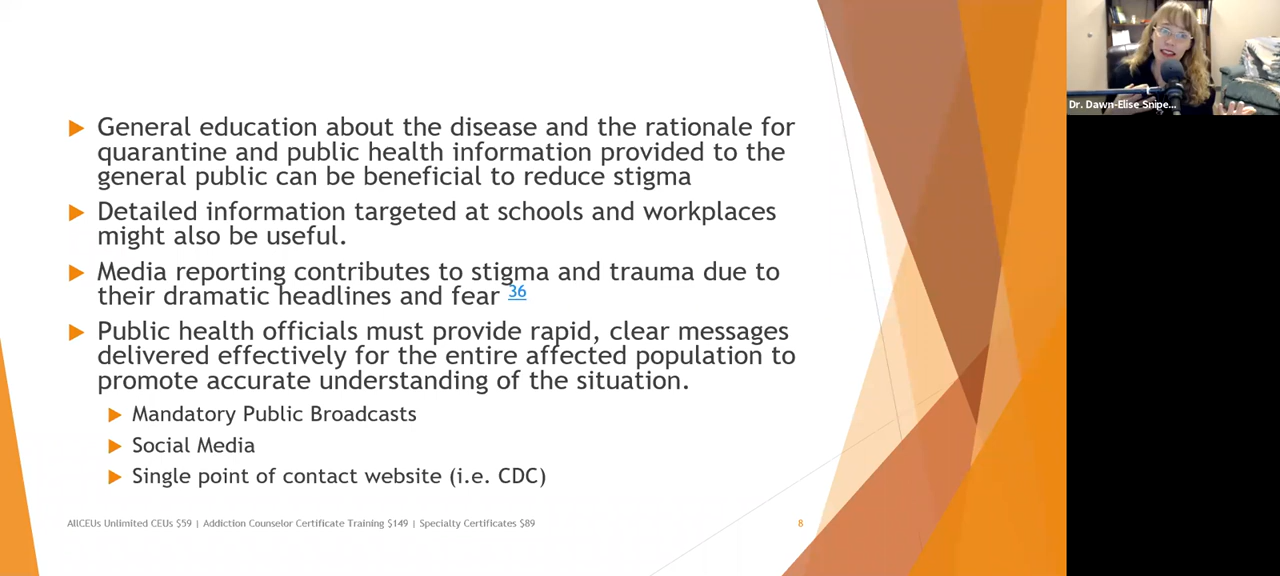 General education about the disease and the rationale for
quarantine and public health information provided to the
general public can be beneficial to reduce stigma
Detailed information targeted at schools and workplaces
might also be useful.
Media reporting contributes to stigma and trauma due to
their dramatic headlines and fear 36
Public health officials must provide rapid, clear messages
delivered effectively for the entire affected population to
promote accurate understanding of the situation.
Mandatory Public Broadcasts
Social Media
Single point of contact website (i.e. CDC)
AllCEUs Unlimited CEUs $59 | Addiction Counselor Certificate Training $149 | Specialty Certificates $89
8
Dr. Dawn-Elise Snipe...